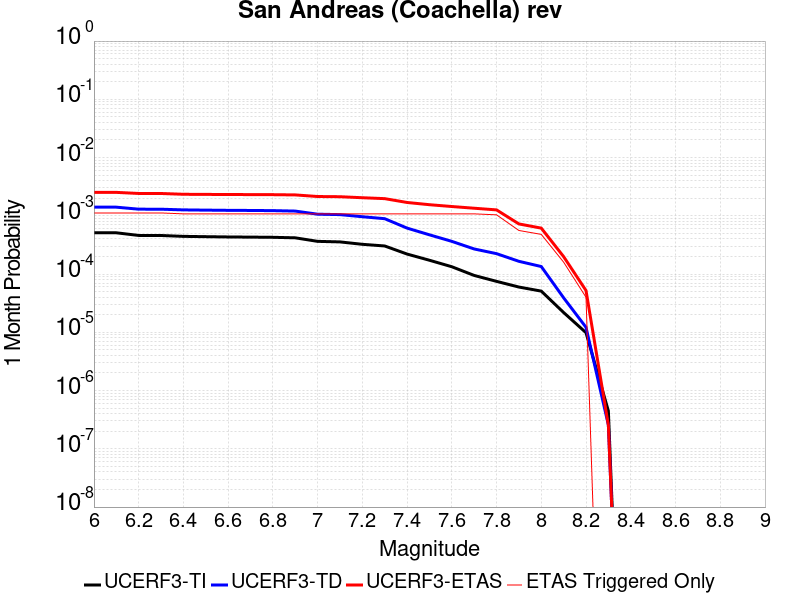 San Andreas (Coachella) rev
10^0
10^-1
10^-2
10^-3
10^-4
10^-5
10^-6
10^-7
10^-8
1 Month Probability
6 6.2 6.4 6.6 6.8 7 7.2 7.4 7.6 7.8 8 8.2 8.4 8.6 8.8 9
Magnitude
UCERF3-TI UCERF3-TD UCERF3-ETAS ETAS Triggered Only